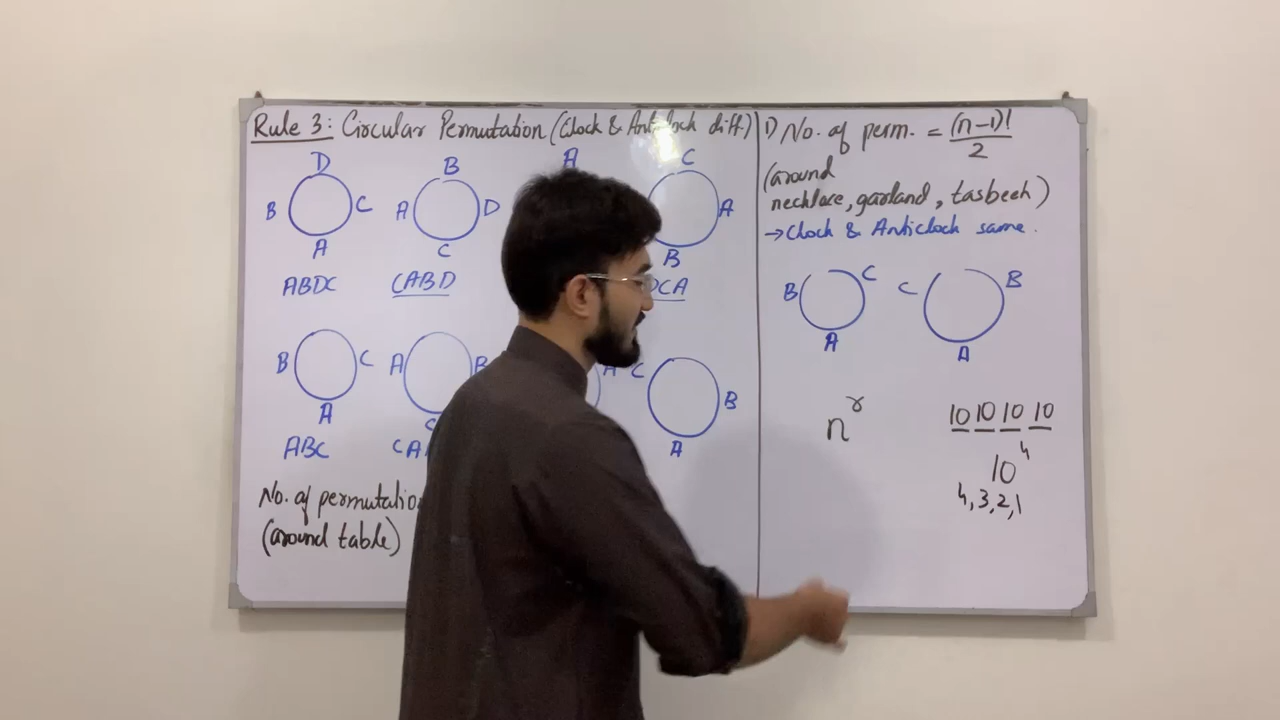 Rule 3: Circular Permutation (Clock & Anticlock diff)
D
B
A
C
B C
A D
A
A
C
B
ABDC
CABD
DCA
B C
A B
A
C
B
A
C
A
ABC
CA
No. of permutatio
(around table)
1) No. of perm. = (n-1)!
2
(around
necklace, garland, tasbeeh)
→ Clock & Anticlock same.
B C
C B
A
A
n^r
10 10 10 10
10^4
4,3,2,1